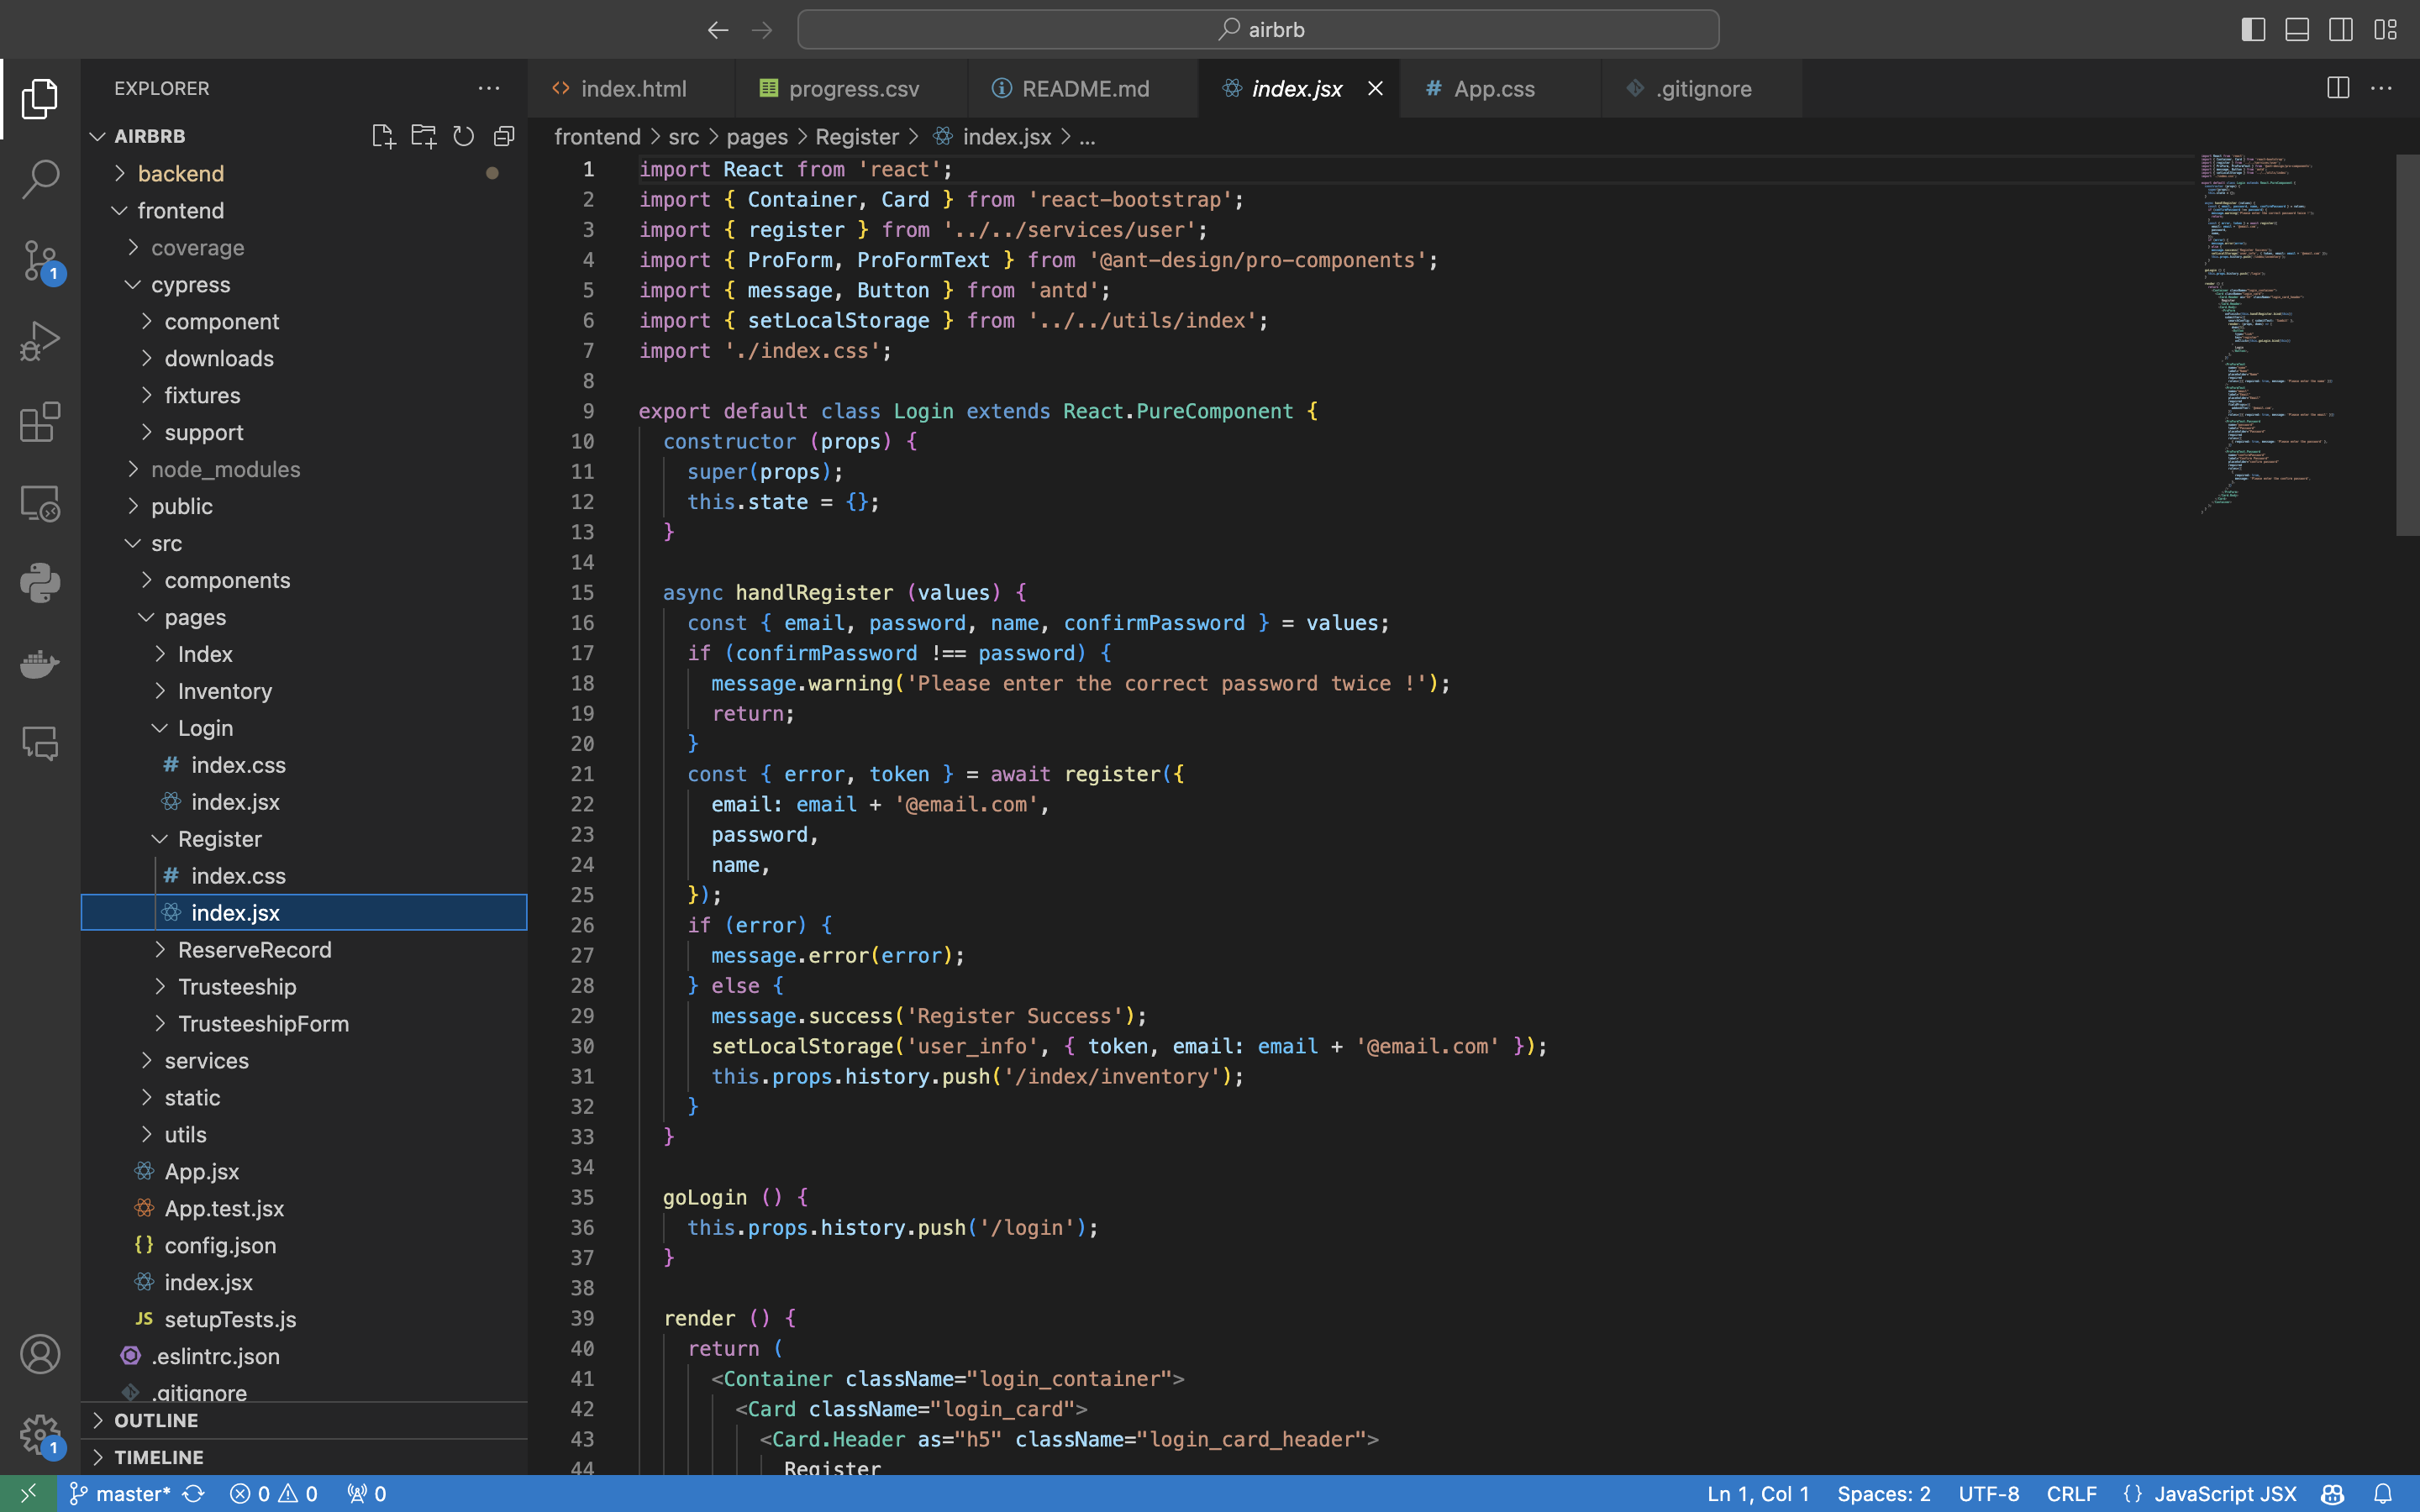 airbrb
EXPLORER
AIRBRB
backend
frontend
coverage
cypress
component
downloads
fixtures
support
node_modules
public
src
components
pages
Index
Inventory
Login
# index.css
index.jsx
Register
# index.css
index.jsx
ReserveRecord
Trusteeship
TrusteeshipForm
services
static
utils
App.jsx
App.test.jsx
{} config.json
index.jsx
JS setupTests.js
.eslintrc.json
.gitignore
OUTLINE
TIMELINE
1
1
<> index.html
progress.csv
README.md
index.jsx
# App.css
.gitignore
frontend > src > pages > Register > index.jsx > ...
1 import React from 'react';
2 import { Container, Card } from 'react-bootstrap';
3 import { register } from '../../services/user';
4 import { ProForm, ProFormText } from '@ant-design/pro-components';
5 import { message, Button } from 'antd';
6 import { setLocalStorage } from '../../utils/index';
7 import './index.css';
8
9 export default class Login extends React.PureComponent {
10 constructor (props) {
11 super(props);
12 this.state = {};
13 }
14
15 async handlRegister (values) {
16 const { email, password, name, confirmPassword } = values;
17 if (confirmPassword !== password) {
18 message.warning('Please enter the correct password twice !');
19 return;
20 }
21 const { error, token } = await register({
22 email: email + '@email.com',
23 password,
24 name,
25 });
26 if (error) {
27 message.error(error);
28 } else {
29 message.success('Register Success');
30 setLocalStorage('user_info', { token, email: email + '@email.com' });
31 this.props.history.push('/index/inventory');
32 }
33 }
34
35 goLogin () {
36 this.props.history.push('/login');
37 }
38
39 render () {
40 return (
41 <Container className="login_container">
42 <Card className="login_card">
43 <Card.Header as="h5" className="login_card_header">
44 Register
master* 0 0 0
Ln 1, Col 1 Spaces: 2 UTF-8 CRLF {} JavaScript JSX